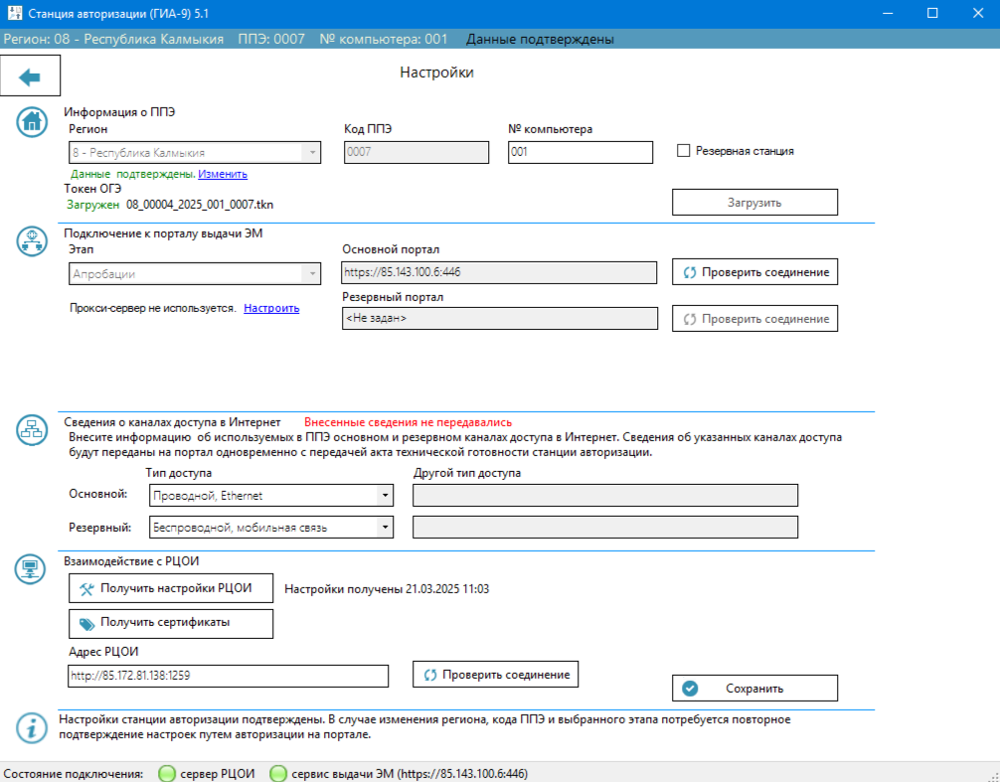 Станция авторизации (ГИА-9) 5.1
Регион: 08 - Республика Калмыкия ППЭ: 0007 № компьютера: 001 Данные подтверждены
Настройки
Информация о ППЭ
Регион Код ППЭ № компьютера
8 - Республика Калмыкия 0007 001 Резервная станция
Данные подтверждены. Изменить
Токен ОГЭ
Загружен 08_00004_2025_001_0007.tkn Загрузить
Подключение к порталу выдачи ЭМ
Этап Основной портал
Апробации https://85.143.100.6:446 Проверить соединение
Резервный портал
Прокси-сервер не используется. Настроить
<Не задан> Проверить соединение
Сведения о каналах доступа в Интернет Внесенные сведения не передавались
Внесите информацию об используемых в ППЭ основном и резервном каналах доступа в Интернет. Сведения об указанных каналах доступа
будут переданы на портал одновременно с передачей акта технической готовности станции авторизации.
Тип доступа Другой тип доступа
Основной: Проводной, Ethernet
Резервный: Беспроводной, мобильная связь
Взаимодействие с РЦОИ
Получить настройки РЦОИ Настройки получены 21.03.2025 11:03
Получить сертификаты
Адрес РЦОИ
http://85.172.81.138:1259 Проверить соединение
Сохранить
Настройки станции авторизации подтверждены. В случае изменения региона, кода ППЭ и выбранного этапа потребуется повторное
подтверждение настроек путем авторизации на портале.
Состояние подключения: сервер РЦОИ сервис выдачи ЭМ (https://85.143.100.6:446)